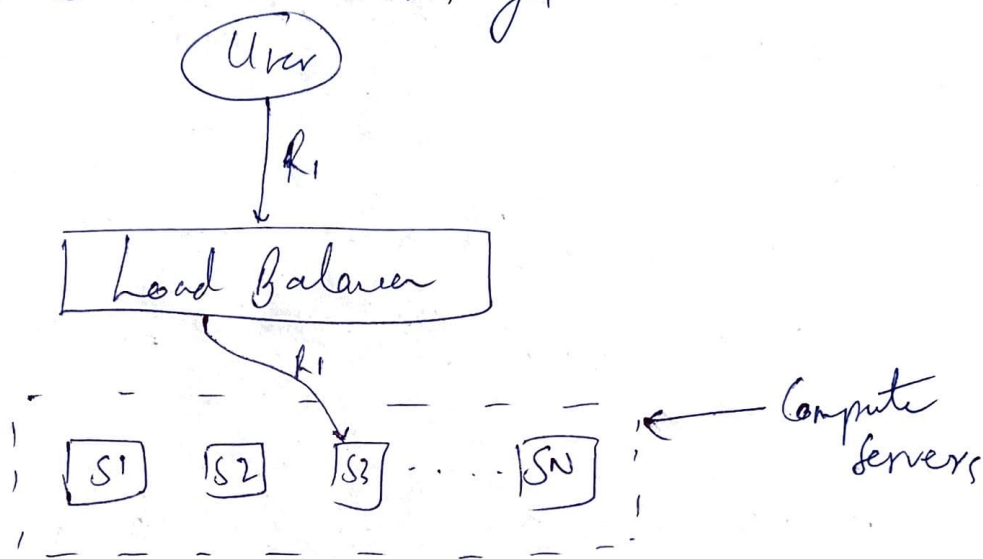 User
R1
Load Balancer
R1
S1 S2 S3 ...... SN
Compute
Servers